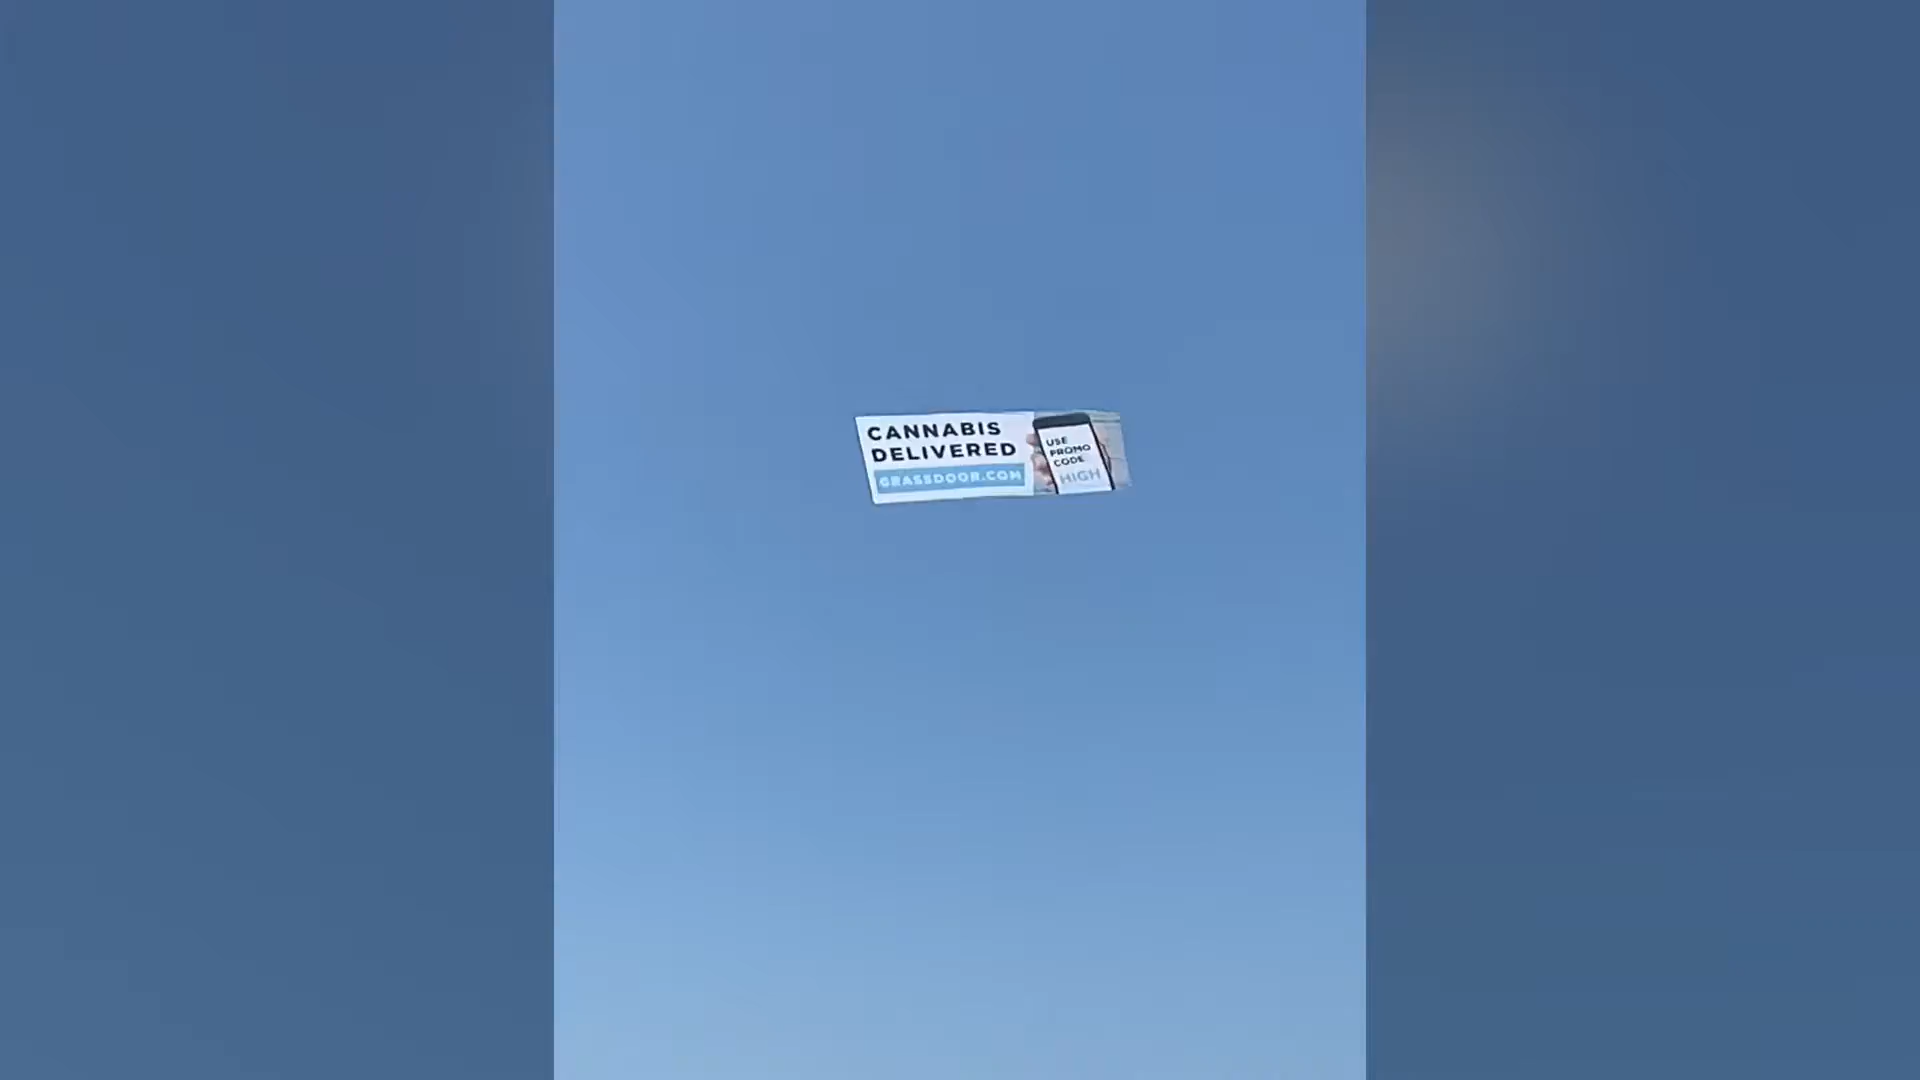 CANNABIS
DELIVERED
GRASSDOOR.COM
USE
PROMO
CODE
HIGH